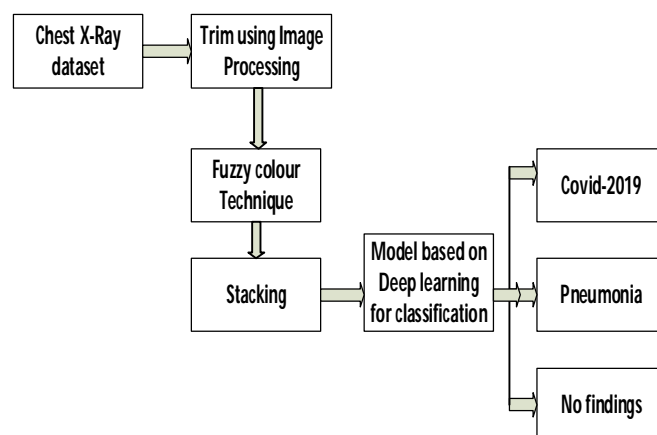 Chest X-Ray
dataset
Trim using Image
Processing
Fuzzy colour
Technique
Stacking
Model based on
Deep learning
for classification
Covid-2019
Pneumonia
No findings